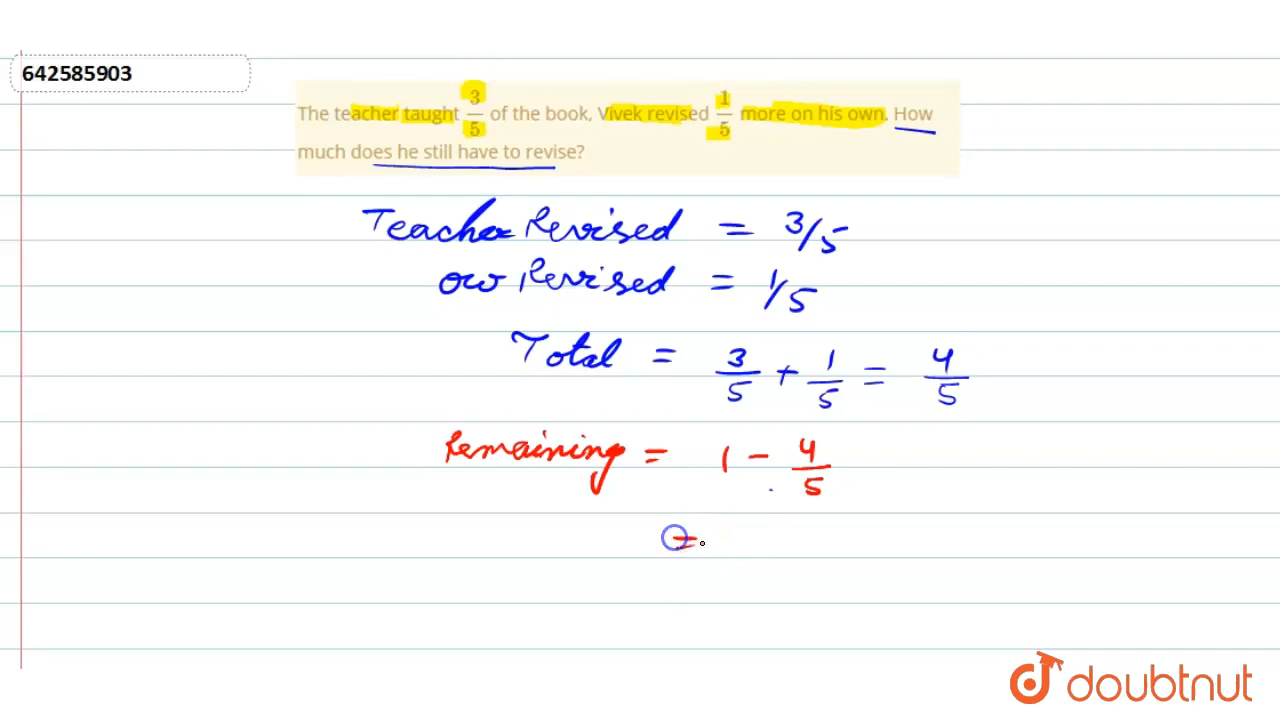 642585903
The teacher taught 3/5 of the book, Vivek revised 1/5 more on his own. How
much does he still have to revise?
Teacher Revised = 3/5
ow Revised = 1/5
Total = 3/5 + 1/5 = 4/5
Remaining = 1 - 4/5
=
doubtnut